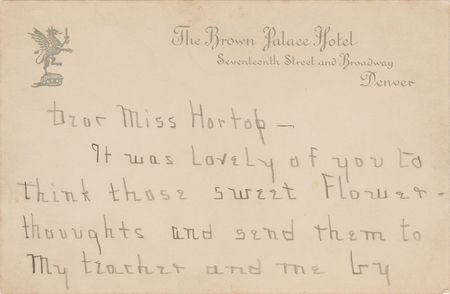 The Brown Palace Hotel
Seventeenth Street and Broadway
Denver
Dear Miss Hortop —
It was lovely of you to
think those sweet flower-
thoughts and send them to
My teacher and me by